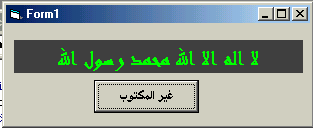 Form1
لا اله الا الله محمد رسول الله
غير المكتوب